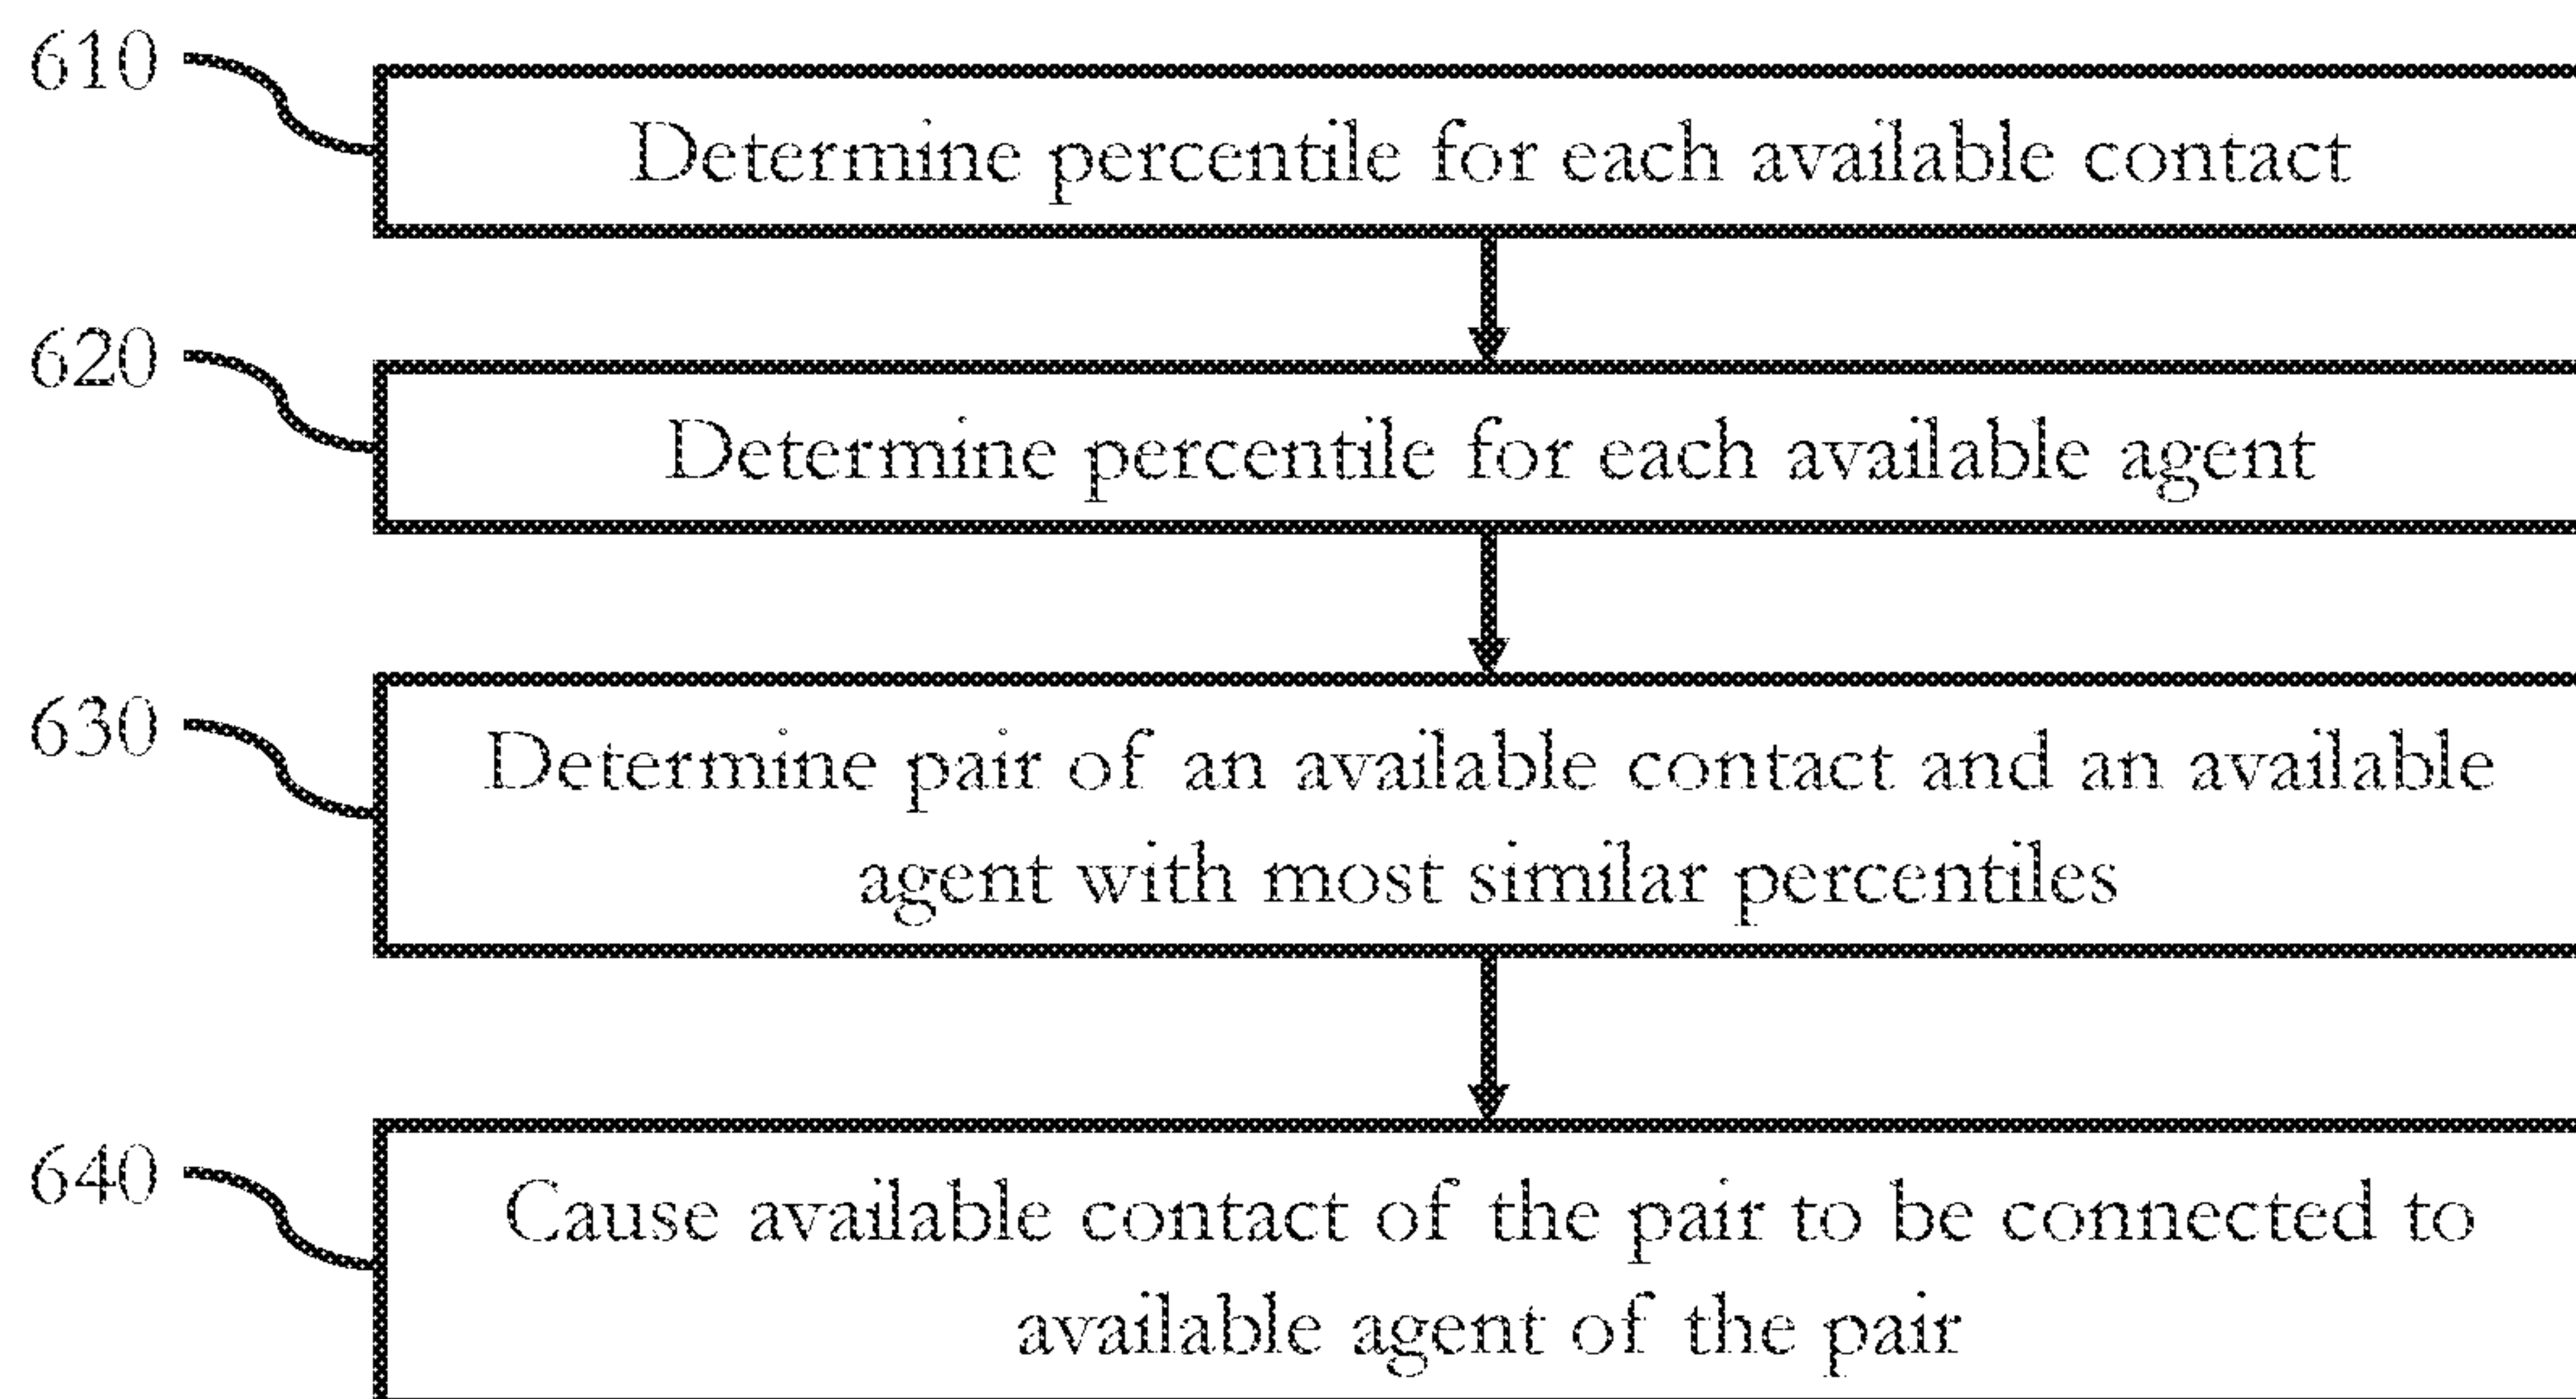 610
Determine percentile for each available contact
620
Determine percentile for each available agent
630
Determine pair of an available contact and an available
agent with most similar percentiles
640
Cause available contact of the pair to be connected to
available agent of the pair